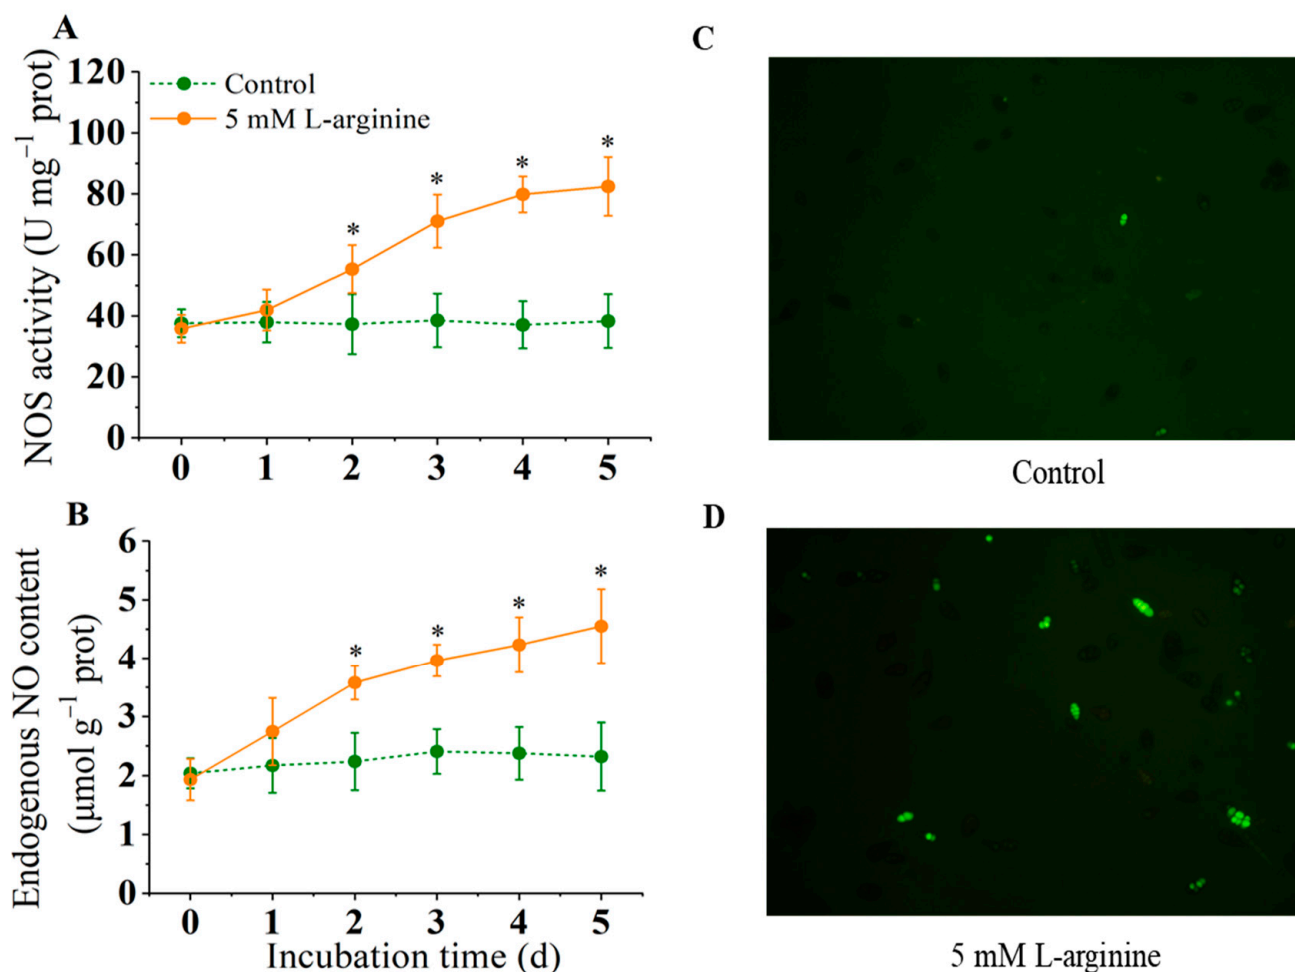 A
NOS activity (U mg⁻¹ prot)
120
100
80
60
40
20
0
Control
5 mM L-arginine
*
*
*
*
0 1 2 3 4 5
B
Endogenous NO content
(μmol g⁻¹ prot)
6
5
4
3
2
1
0
*
*
*
*
0 1 2 3 4 5
Incubation time (d)
C
Control
D
5 mM L-arginine